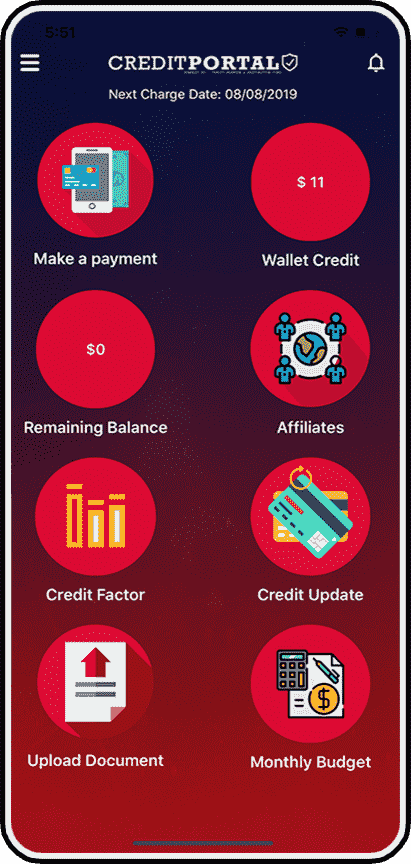 5:51
CREDITPORTAL
Next Charge Date: 08/08/2019
$ 11
Make a payment
Wallet Credit
$0
Remaining Balance
Affiliates
Credit Factor
Credit Update
Upload Document
Monthly Budget